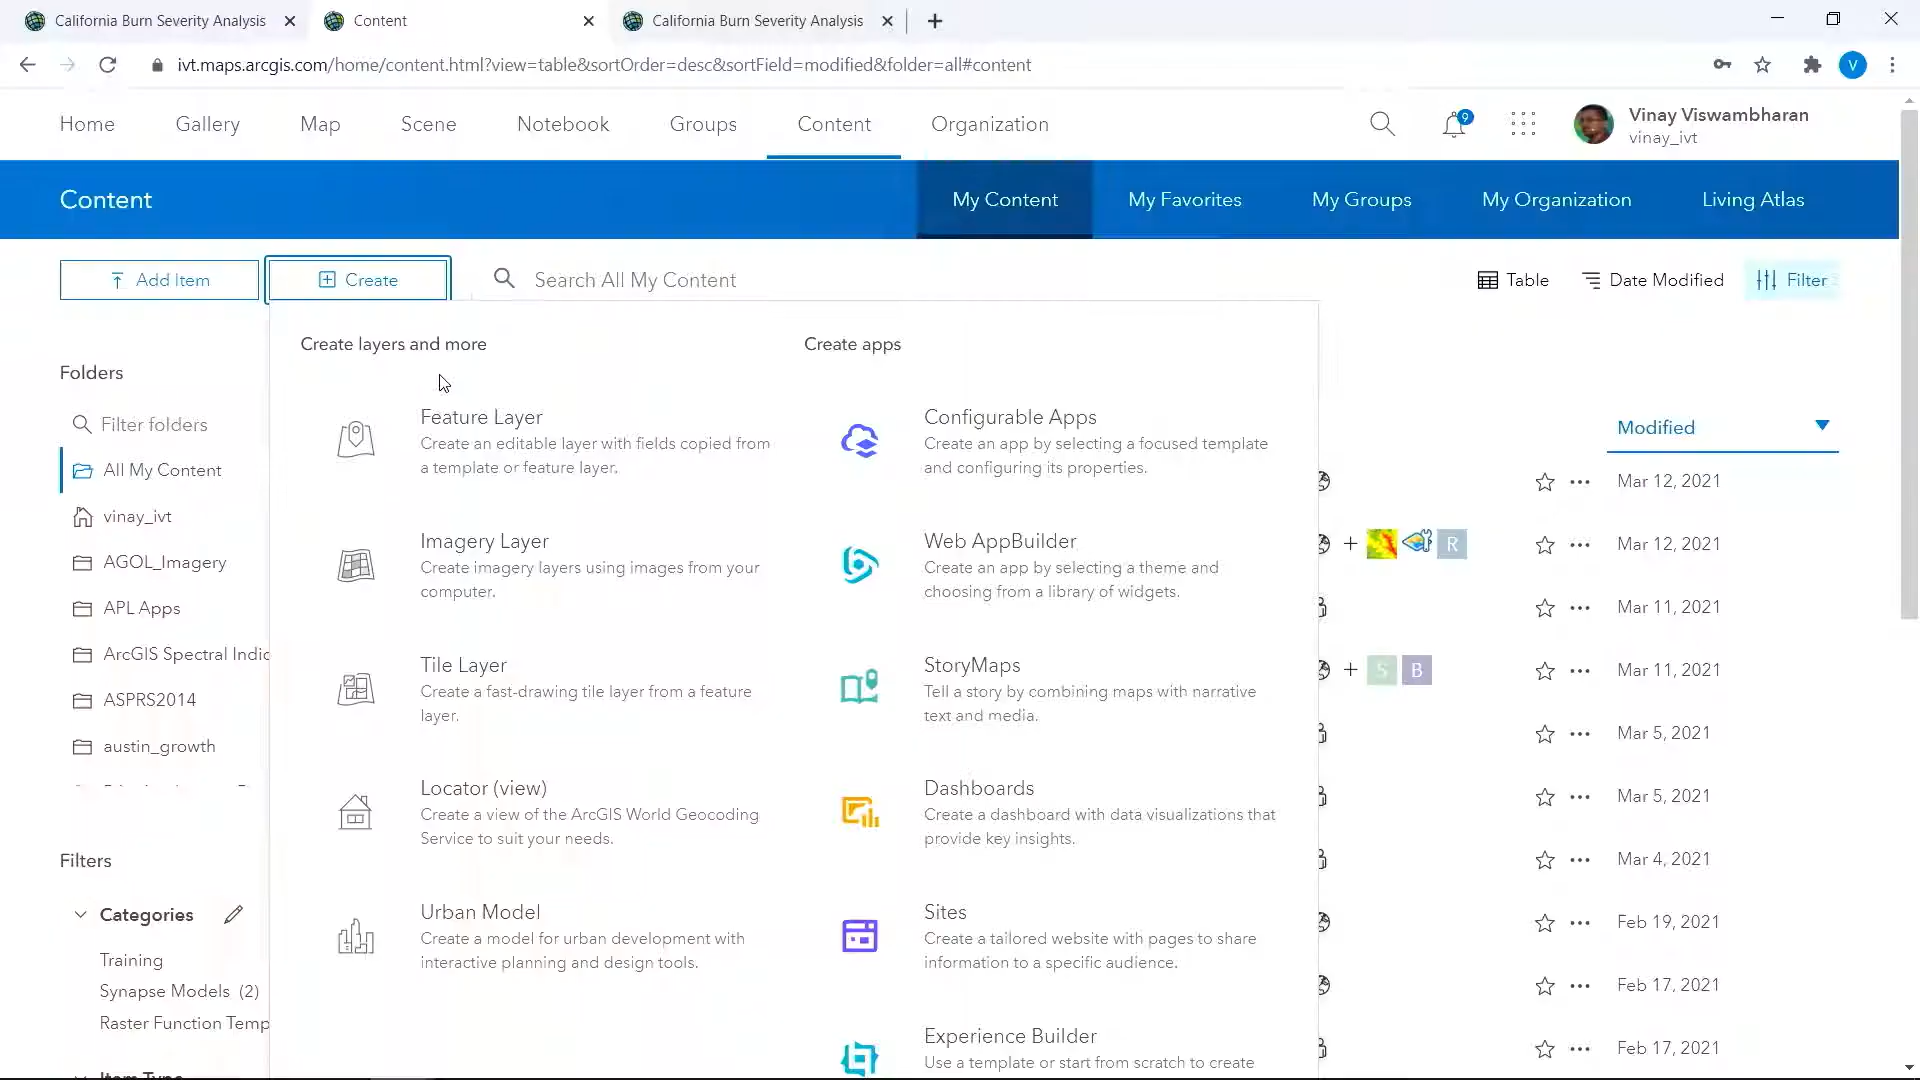 California Burn Severity Analysis
Content
California Burn Severity Analysis
ivt.maps.arcgis.com/home/content.html?view=table&sortOrder=desc&sortField=modified&folder=all#content
V
Home
Gallery
Map
Scene
Notebook
Groups
Content
Organization
9
Vinay Viswambharan
vinay_ivt
Content
My Content
My Favorites
My Groups
My Organization
Living Atlas
Add Item
Create
Search All My Content
Table
Date Modified
Filter
Folders
Filter folders
All My Content
vinay_ivt
AGOL_Imagery
APL Apps
ArcGIS Spectral Indic
ASPRS2014
austin_growth
Filters
Categories
Training
Synapse Models (2)
Raster Function Temp
Item Type
Create layers and more
Feature Layer
Create an editable layer with fields copied from
a template or feature layer.
Imagery Layer
Create imagery layers using images from your
computer.
Tile Layer
Create a fast-drawing tile layer from a feature
layer.
Locator (view)
Create a view of the ArcGIS World Geocoding
Service to suit your needs.
Urban Model
Create a model for urban development with
interactive planning and design tools.
Create apps
Configurable Apps
Create an app by selecting a focused template
and configuring its properties.
Web AppBuilder
Create an app by selecting a theme and
choosing from a library of widgets.
StoryMaps
Tell a story by combining maps with narrative
text and media.
Dashboards
Create a dashboard with data visualizations that
provide key insights.
Sites
Create a tailored website with pages to share
information to a specific audience.
Experience Builder
Use a template or start from scratch to create
Modified
Mar 12, 2021
R
Mar 12, 2021
Mar 11, 2021
S B
Mar 11, 2021
Mar 5, 2021
Mar 5, 2021
Mar 4, 2021
Feb 19, 2021
Feb 17, 2021
Feb 17, 2021